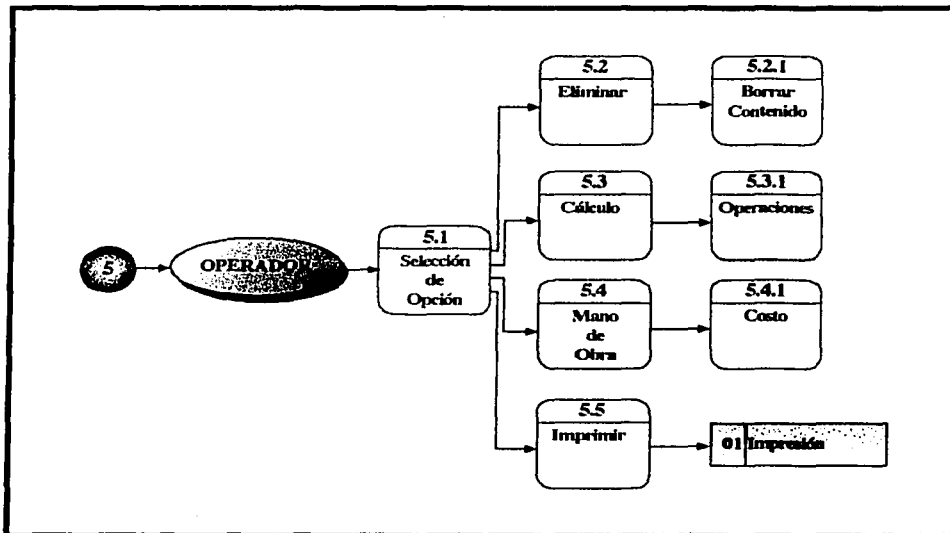 5
OPERADOR
5.1
Selección
de
Opción
5.2
Eliminar
5.2.1
Borrar
Contenido
5.3
Cálculo
5.3.1
Operaciones
5.4
Mano
de
Obra
5.4.1
Costo
5.5
Imprimir
01 Impresión